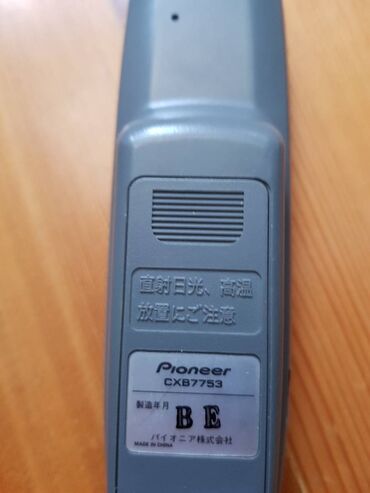 直射日光、高温
放置にご注意
Pioneer
CXB7753
製造年月
BE
パイオニア株式会社
MADE IN CHINA